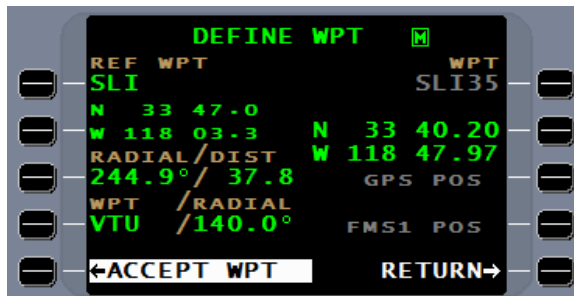 DEFINE WPT M
REF WPT WPT
SLI SLI35
N 33 47.0
W 118 03.3 N 33 40.20
RADIAL/DIST W 118 47.97
244.9°/ 37.8 GPS POS
WPT /RADIAL
VTU /140.0° FMS1 POS
←ACCEPT WPT RETURN→